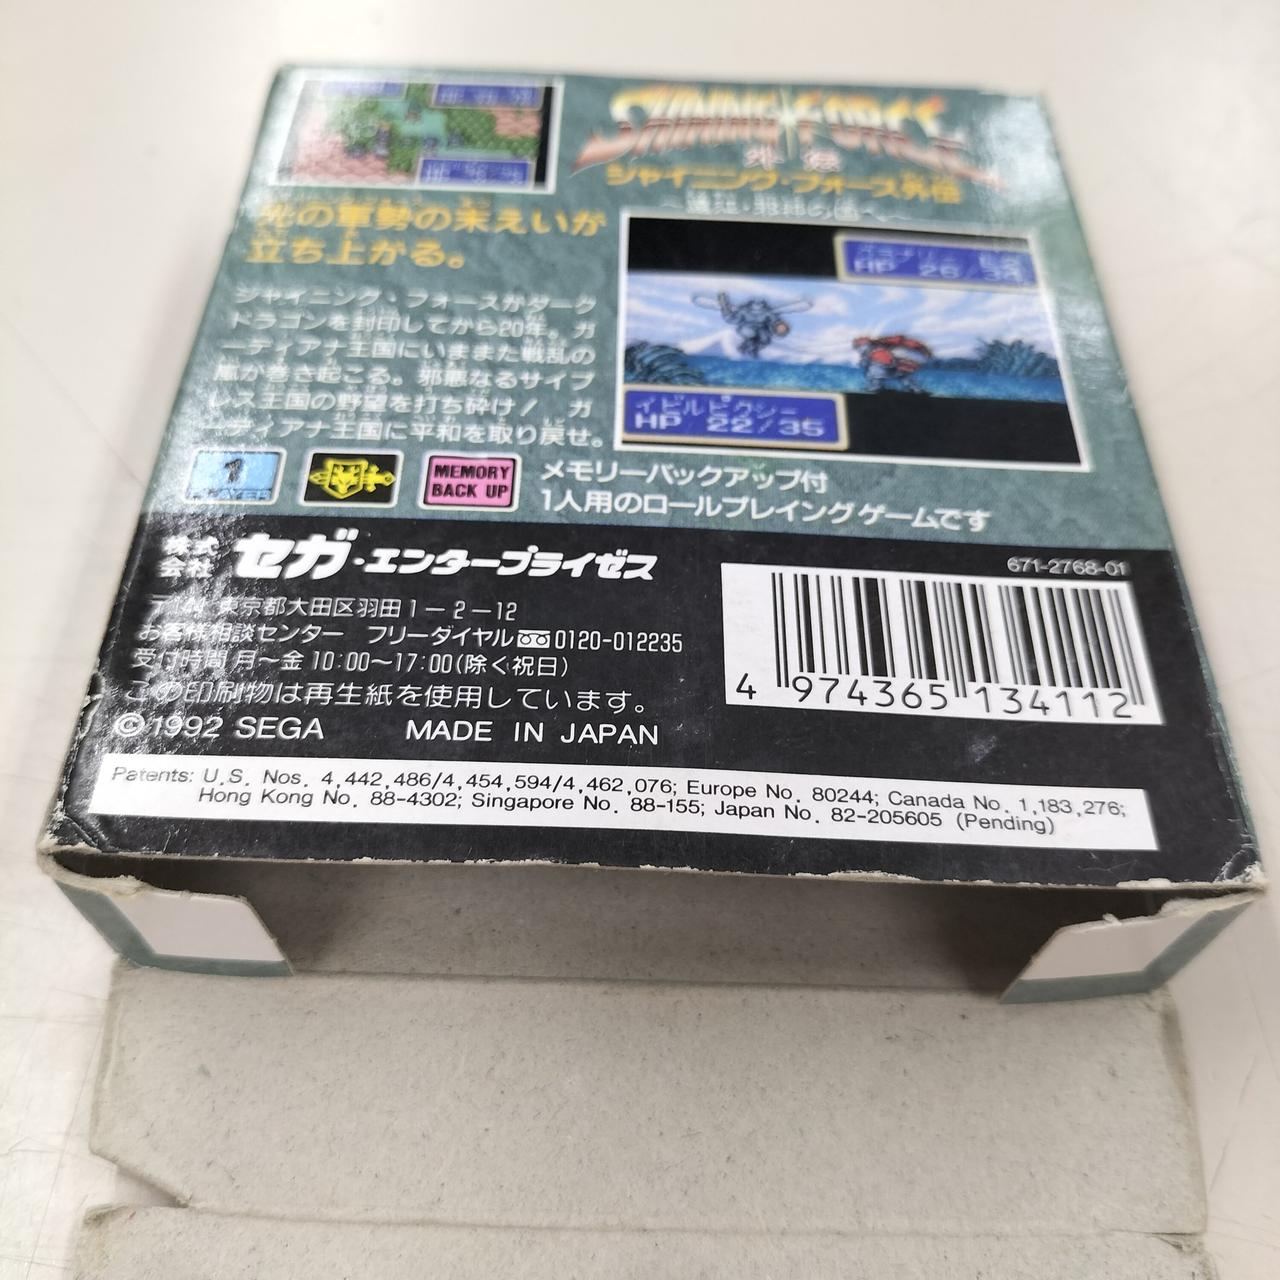 SHINING FORCE
外伝
シャイニング・フォース外伝
～遠征・邪神の国へ～
光の軍勢の末えいが
立ち上がる。
シャイニング・フォースがダーク
ドラゴンを封印してから20年。ガ
ーディアナ王国にいままた戦乱の
嵐が巻き起こる。邪悪なるサイプ
レス王国の野望を打ち砕け！ ガ
ーディアナ王国に平和を取り戻せ。
HP 26/34
イビルピクシー
HP 22/35
1
PLAYER
MEMORY
BACK UP
メモリーバックアップ付
1人用のロールプレイングゲームです
株式
会社 セガ・エンタープライゼス
〒144 東京都大田区羽田1－2－12
お客様相談センター フリーダイヤル 0120-012235
受付時間 月～金 10:00～17:00(除く祝日)
この印刷物は再生紙を使用しています。
©1992 SEGA MADE IN JAPAN
671-2768-01
4 974365 134112
Patents: U.S. Nos. 4,442,486/4,454,594/4,462,076; Europe No. 80244; Canada No. 1,183,276;
Hong Kong No. 88-4302; Singapore No. 88-155; Japan No. 82-205605 (Pending)